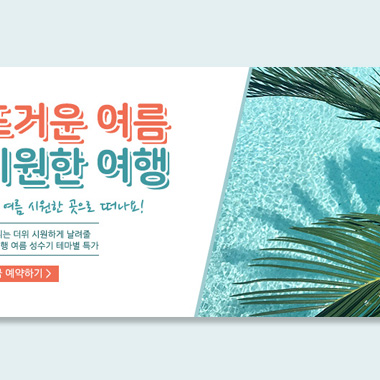 뜨거운 여름
시원한 여행
여름 시원한 곳으로 떠나요!
는 더위 시원하게 날려줄
행 여름 성수기 테마별 특가
예약하기 >